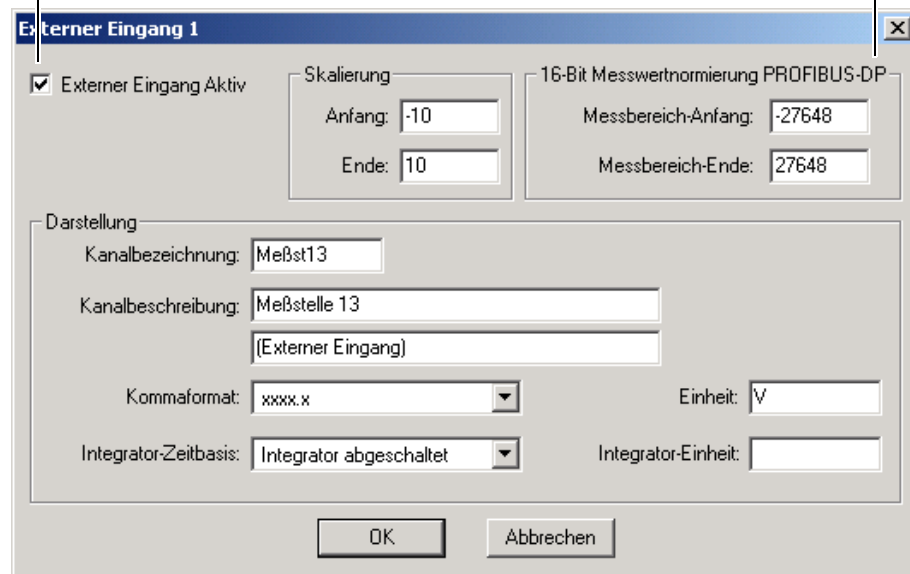 Externer Eingang 1
Externer Eingang Aktiv
Skalierung
Anfang: -10
Ende: 10
16-Bit Messwertnormierung PROFIBUS-DP
Messbereich-Anfang: -27648
Messbereich-Ende: 27648
Darstellung
Kanalbezeichnung: Meßst13
Kanalbeschreibung: Meßstelle 13
(Externer Eingang)
Kommaformat: xxxx.x
Einheit: V
Integrator-Zeitbasis: Integrator abgeschaltet
Integrator-Einheit:
OK
Abbrechen